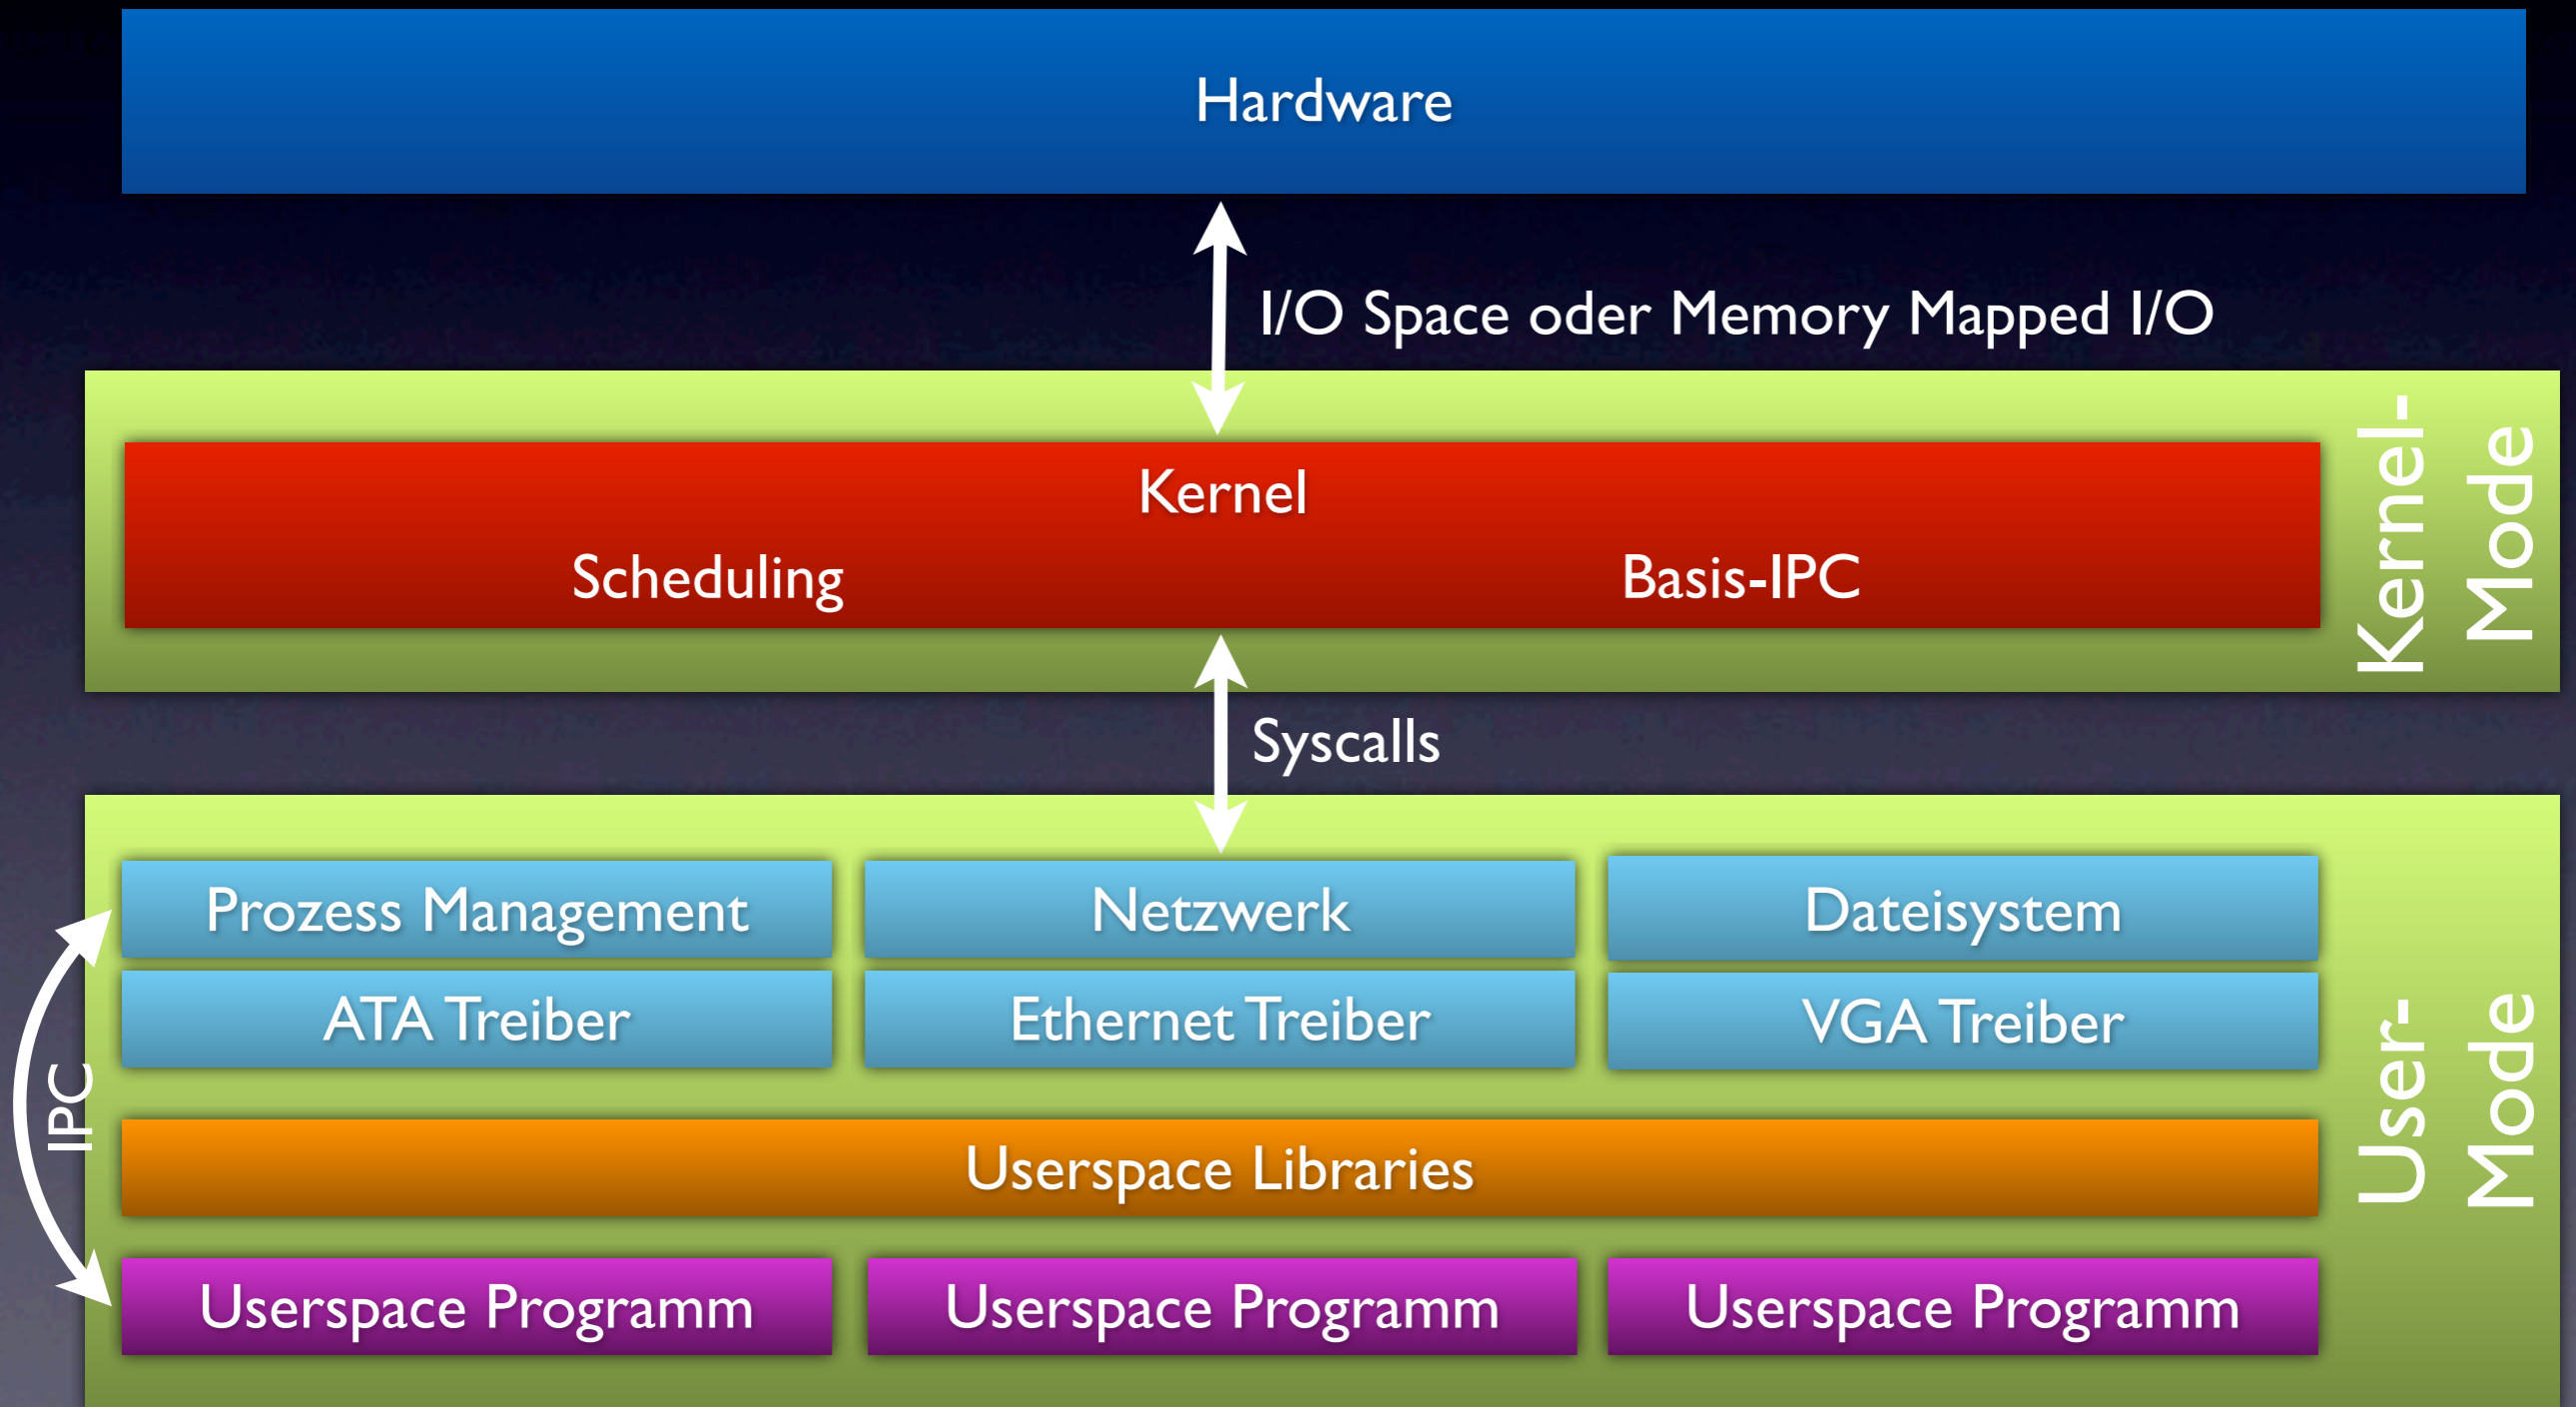 Hardware
I/O Space oder Memory Mapped I/O
Kernel
Scheduling
Basis-IPC
Kernel-
Mode
Syscalls
Prozess Management
Netzwerk
Dateisystem
ATA Treiber
Ethernet Treiber
VGA Treiber
IPC
Userspace Libraries
User-
Mode
Userspace Programm
Userspace Programm
Userspace Programm